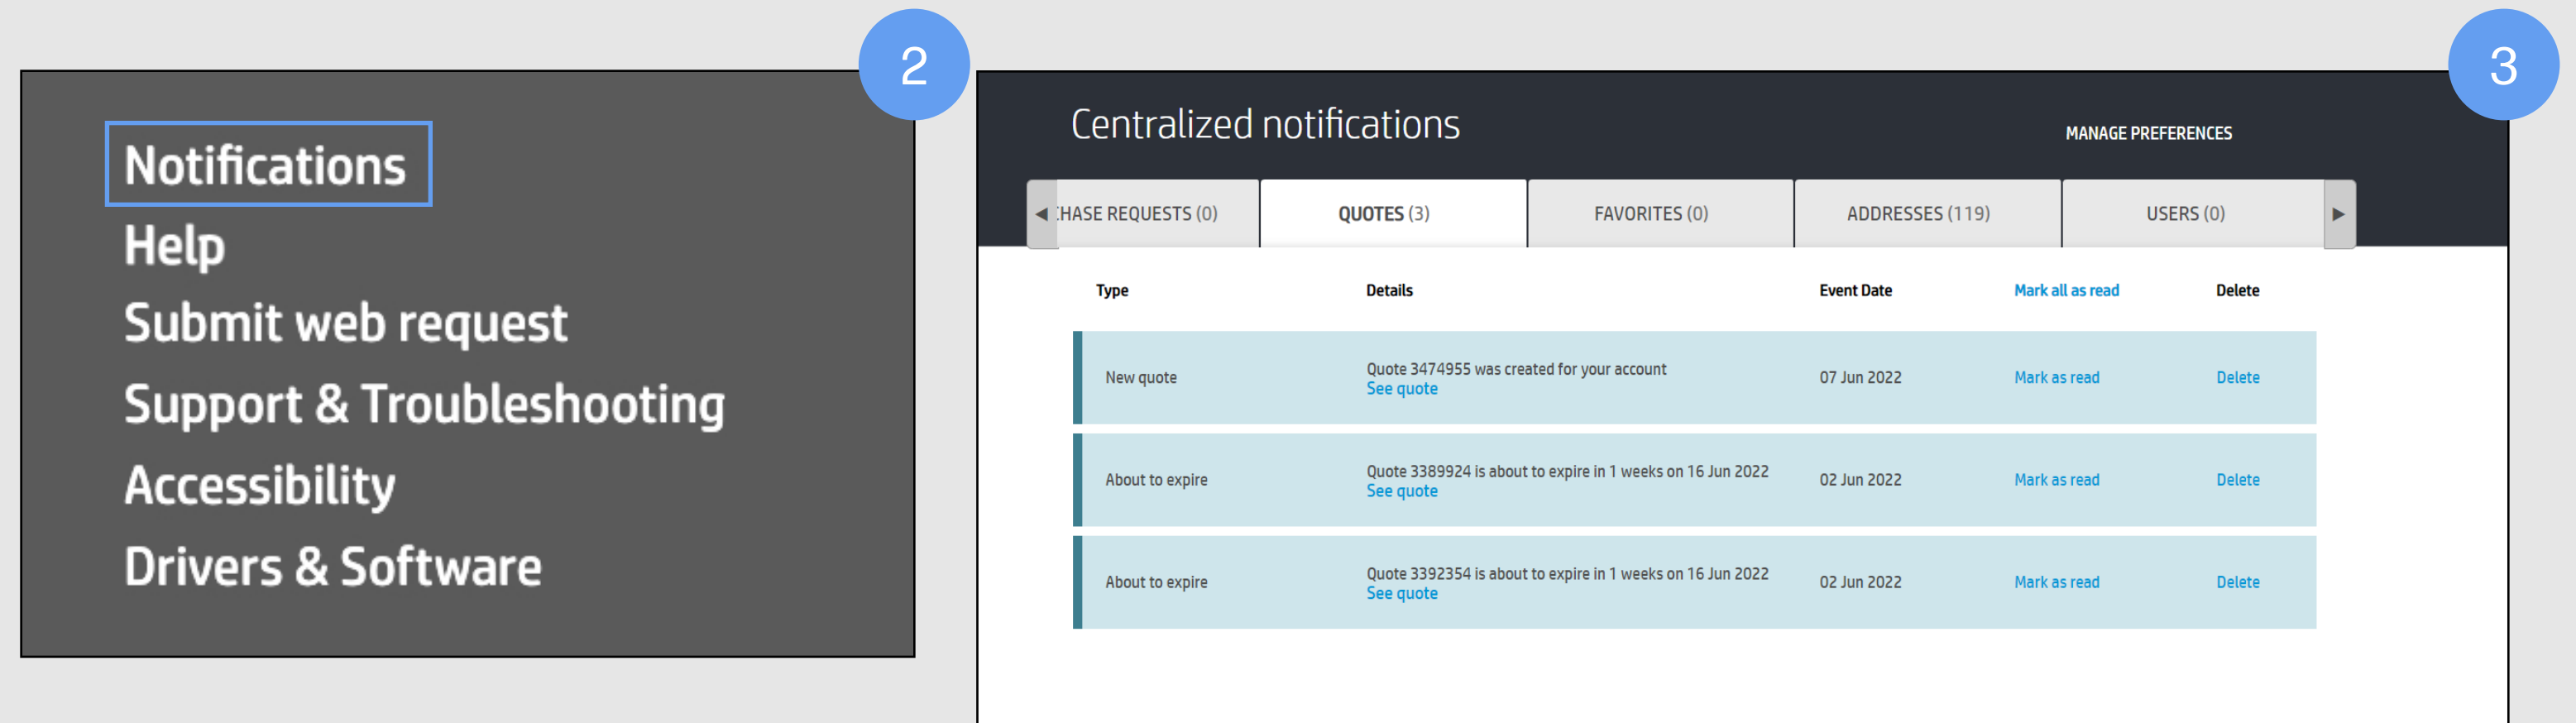 2
Notifications
Help
Submit web request
Support & Troubleshooting
Accessibility
Drivers & Software
3
Centralized notifications
MANAGE PREFERENCES
◀ CHASE REQUESTS (0) QUOTES (3) FAVORITES (0) ADDRESSES (119) USERS (0) ▶
Type Details Event Date Mark all as read Delete
New quote Quote 3474955 was created for your account 07 Jun 2022 Mark as read Delete
See quote
About to expire Quote 3389924 is about to expire in 1 weeks on 16 Jun 2022 02 Jun 2022 Mark as read Delete
See quote
About to expire Quote 3392354 is about to expire in 1 weeks on 16 Jun 2022 02 Jun 2022 Mark as read Delete
See quote